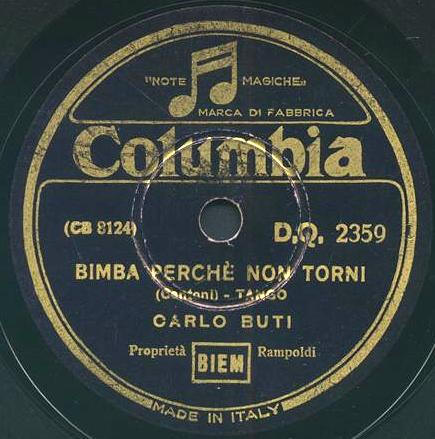 "NOTE MAGICHE"
MARCA DI FABBRICA
Columbia
(CB 8124) D.Q. 2359
BIMBA PERCHÈ NON TORNI
(Cantoni) - TANGO
CARLO BUTI
Proprietà BIEM Rampoldi
MADE IN ITALY